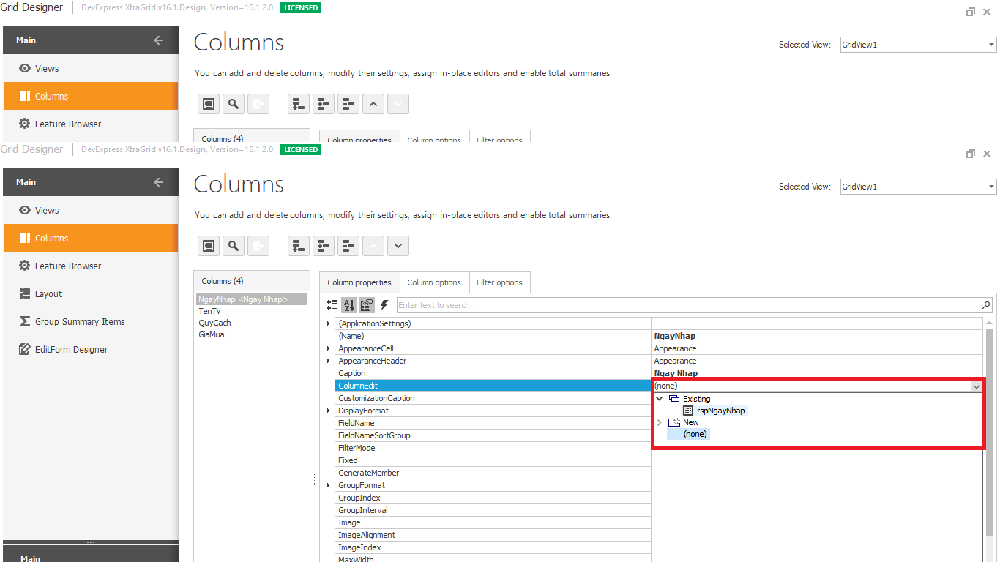 Grid Designer DevExpress.XtraGrid.v16.1.Design, Version=16.1.2.0 LICENSED
Main
Columns
Selected View: GridView1
Views
You can add and delete columns, modify their settings, assign in-place editors and enable total summaries.
Columns
Feature Browser
Columns (4)
Column properties Column options Filter options
Grid Designer DevExpress.XtraGrid.v16.1.Design, Version=16.1.2.0 LICENSED
Main
Columns
Selected View: GridView1
Views
You can add and delete columns, modify their settings, assign in-place editors and enable total summaries.
Columns
Feature Browser
Layout
Group Summary Items
EditForm Designer
Main
Columns (4)
NgayNhap <Ngay Nhap>
TenTV
QuyCach
GiaMua
Column properties Column options Filter options
Enter text to search...
(ApplicationSettings)
(Name) NgayNhap
AppearanceCell Appearance
AppearanceHeader Appearance
Caption Ngay Nhap
ColumnEdit (none)
CustomizationCaption
DisplayFormat
FieldName
FieldNameSortGroup
FilterMode
Fixed
GenerateMember
GroupFormat
GroupIndex
GroupInterval
Image
ImageAlignment
ImageIndex
MaxWidth
Existing
rspNgayNhap
New
(none)